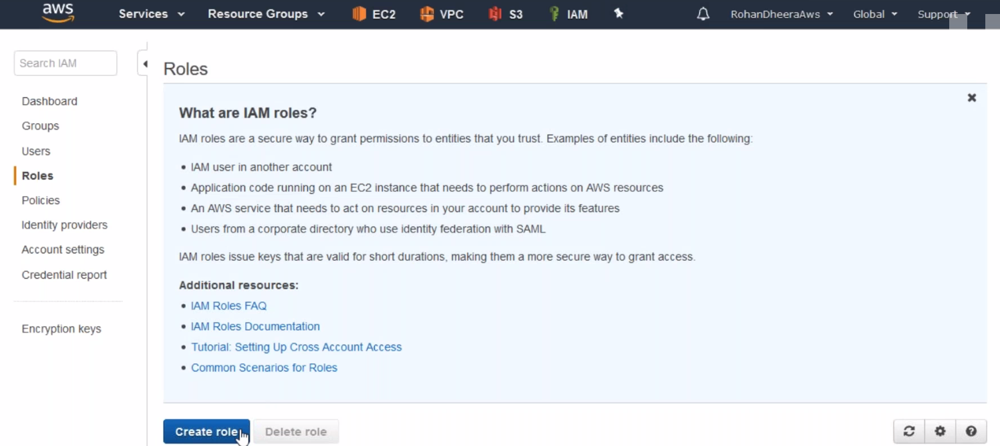 aws Services Resource Groups EC2 VPC S3 IAM RohanDheeraAws Global Support
Search IAM
Dashboard
Groups
Users
Roles
Policies
Identity providers
Account settings
Credential report
Encryption keys
Roles
What are IAM roles?
IAM roles are a secure way to grant permissions to entities that you trust. Examples of entities include the following:
• IAM user in another account
• Application code running on an EC2 instance that needs to perform actions on AWS resources
• An AWS service that needs to act on resources in your account to provide its features
• Users from a corporate directory who use identity federation with SAML
IAM roles issue keys that are valid for short durations, making them a more secure way to grant access.
Additional resources:
• IAM Roles FAQ
• IAM Roles Documentation
• Tutorial: Setting Up Cross Account Access
• Common Scenarios for Roles
Create role Delete role